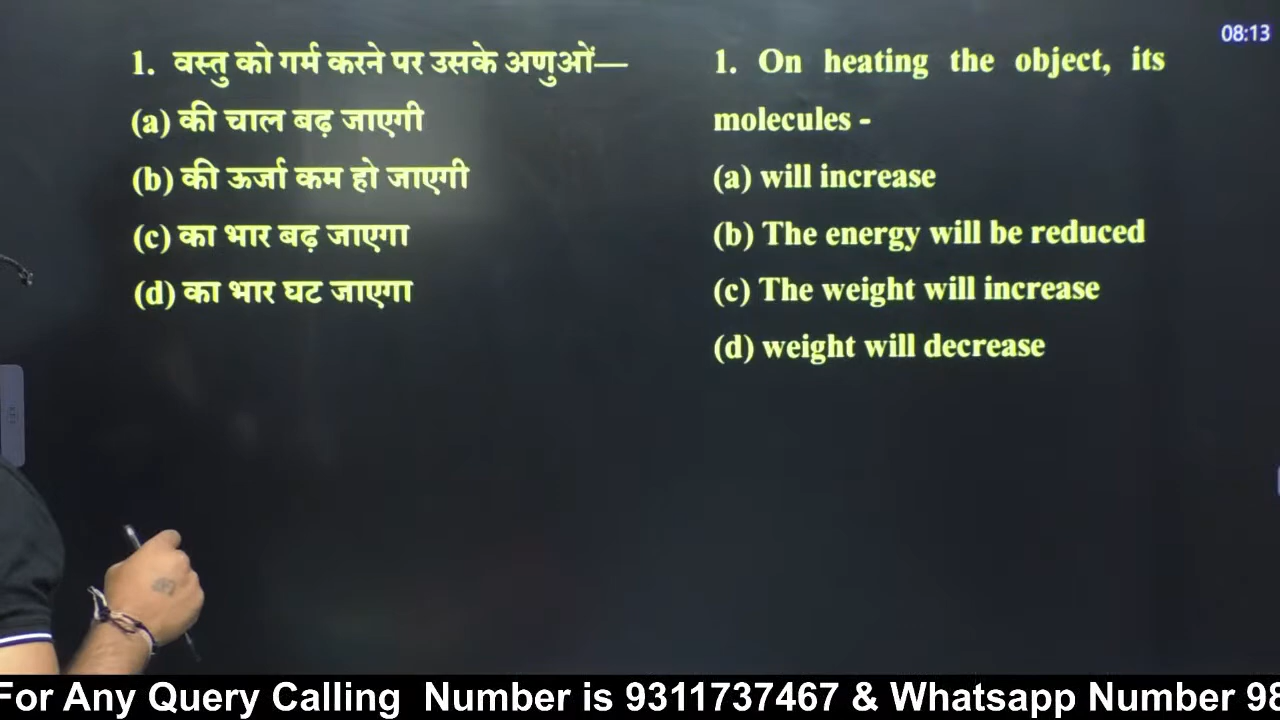 08:13
1. वस्तु को गर्म करने पर उसके अणुओं—
(a) की चाल बढ़ जाएगी
(b) की ऊर्जा कम हो जाएगी
(c) का भार बढ़ जाएगा
(d) का भार घट जाएगा
1. On heating the object, its
molecules -
(a) will increase
(b) The energy will be reduced
(c) The weight will increase
(d) weight will decrease
For Any Query Calling Number is 9311737467 & Whatsapp Number 98